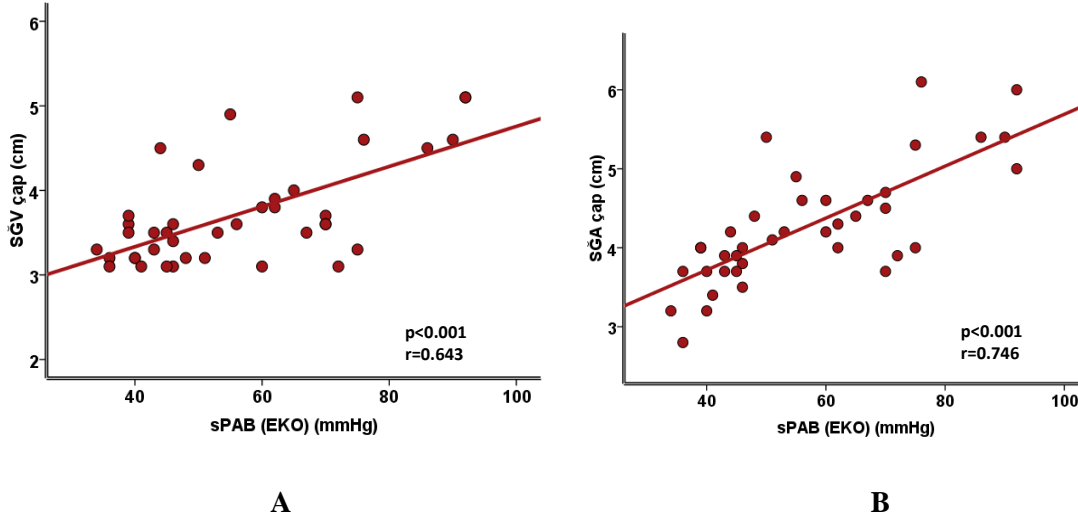 6
5
4
3
2
SĞV çap (cm)
p<0.001
r=0.643
40
60
80
100
sPAB (EKO) (mmHg)
A
6
5
4
3
SĞA çap (cm)
p<0.001
r=0.746
40
60
80
100
sPAB (EKO) (mmHg)
B